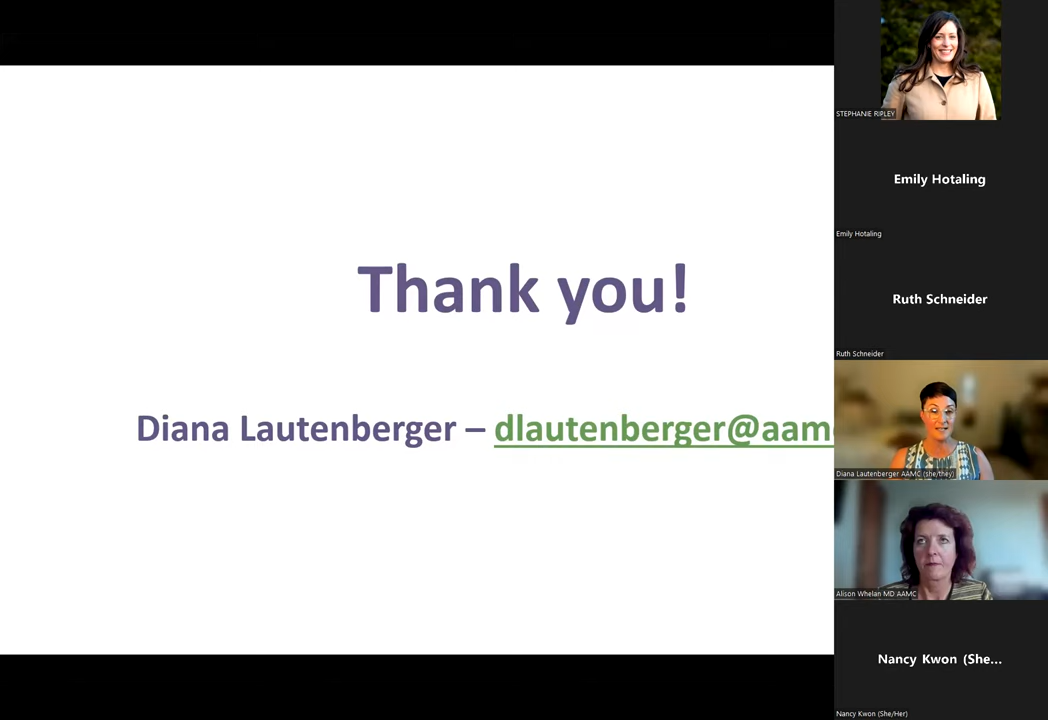 Thank you!
Diana Lautenberger – dlautenberger@aamc
STEPHANIE RIPLEY
Emily Hotaling
Emily Hotaling
Ruth Schneider
Ruth Schneider
Diana Lautenberger AAMC (she/they)
Alison Whelan MD AAMC
Nancy Kwon (She...
Nancy Kwon (She/Her)